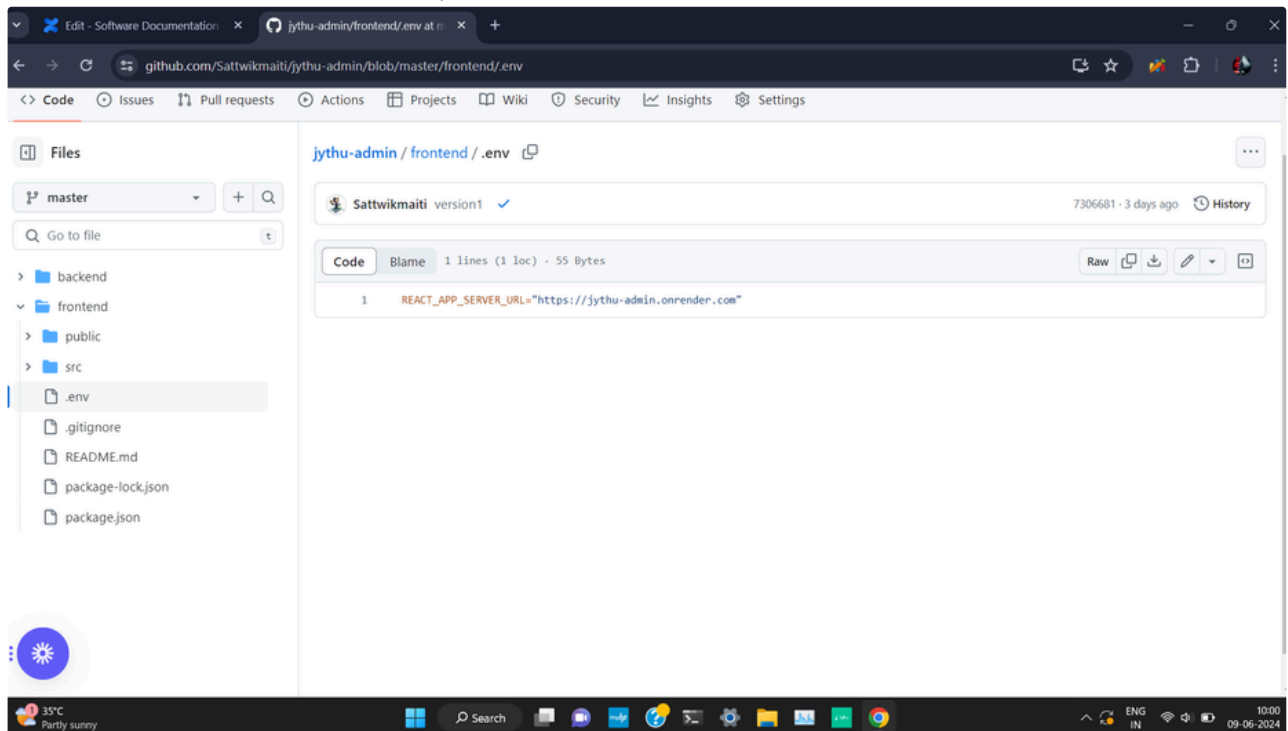 Edit - Software Documentation
jythu-admin/frontend/.env at m
github.com/Sattwikmaiti/jythu-admin/blob/master/frontend/.env
Code Issues Pull requests Actions Projects Wiki Security Insights Settings
Files
master
Go to file t
backend
frontend
public
src
.env
.gitignore
README.md
package-lock.json
package.json
jythu-admin / frontend / .env
Sattwikmaiti version1 7306681 · 3 days ago History
Code Blame 1 lines (1 loc) · 55 Bytes Raw
1 REACT_APP_SERVER_URL="https://jythu-admin.onrender.com"
1
35°C
Partly sunny
Search
ENG
IN
10:00
09-06-2024